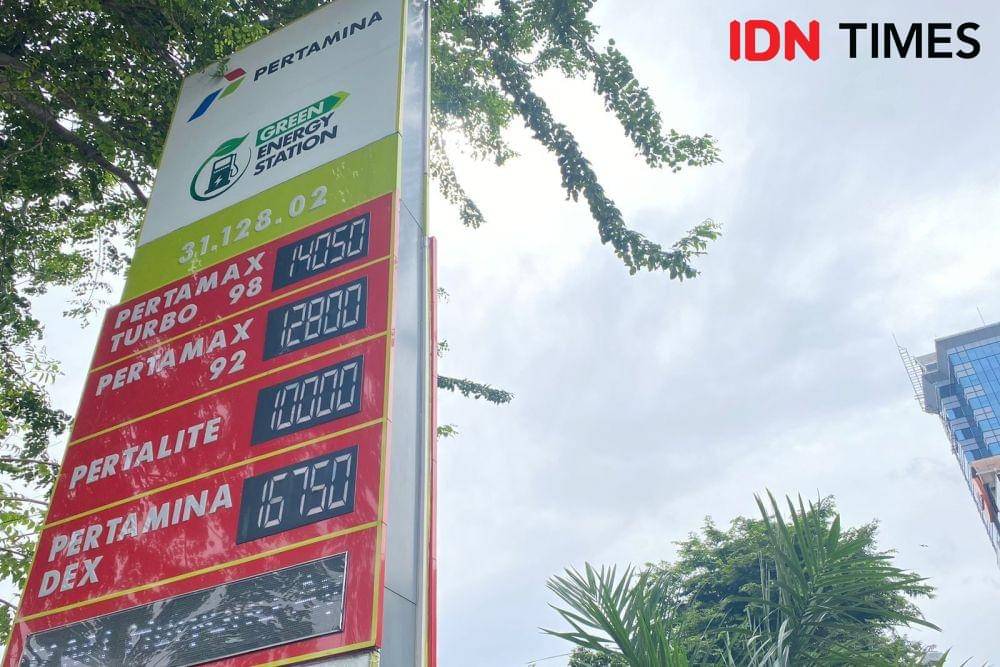 IDN TIMES
PERTAMINA
GREEN
ENERGY
STATION
31.128.02
PERTAMAX
TURBO 98
14050
PERTAMAX
92
12800
PERTALITE
10000
PERTAMINA
DEX
16750